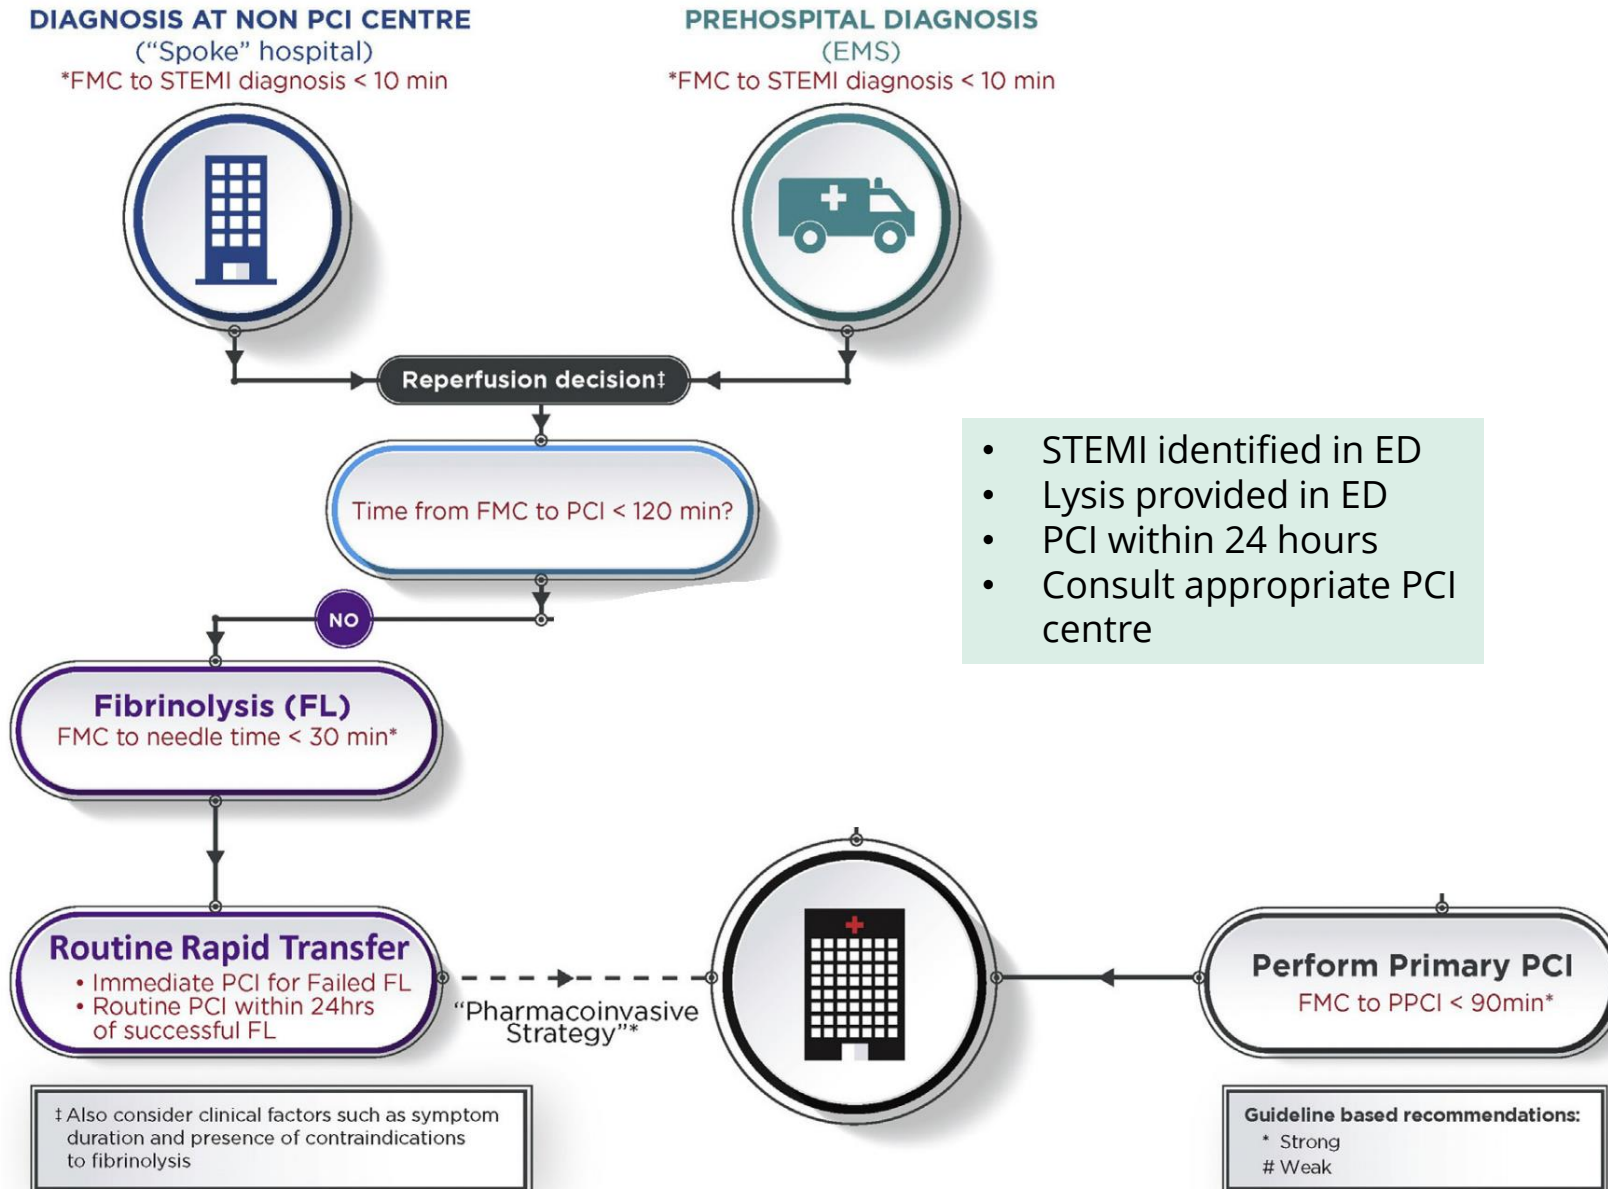 DIAGNOSIS AT NON PCI CENTRE
(“Spoke” hospital)
*FMC to STEMI diagnosis < 10 min
PREHOSPITAL DIAGNOSIS
(EMS)
*FMC to STEMI diagnosis < 10 min
Reperfusion decision‡
Time from FMC to PCI < 120 min?
• STEMI identified in ED
• Lysis provided in ED
• PCI within 24 hours
• Consult appropriate PCI
centre
NO
Fibrinolysis (FL)
FMC to needle time < 30 min*
Routine Rapid Transfer
• Immediate PCI for Failed FL
• Routine PCI within 24hrs
of successful FL
“Pharmacoinvasive
Strategy”*
Perform Primary PCI
FMC to PPCI < 90min*
‡ Also consider clinical factors such as symptom
duration and presence of contraindications
to fibrinolysis
Guideline based recommendations:
* Strong
# Weak